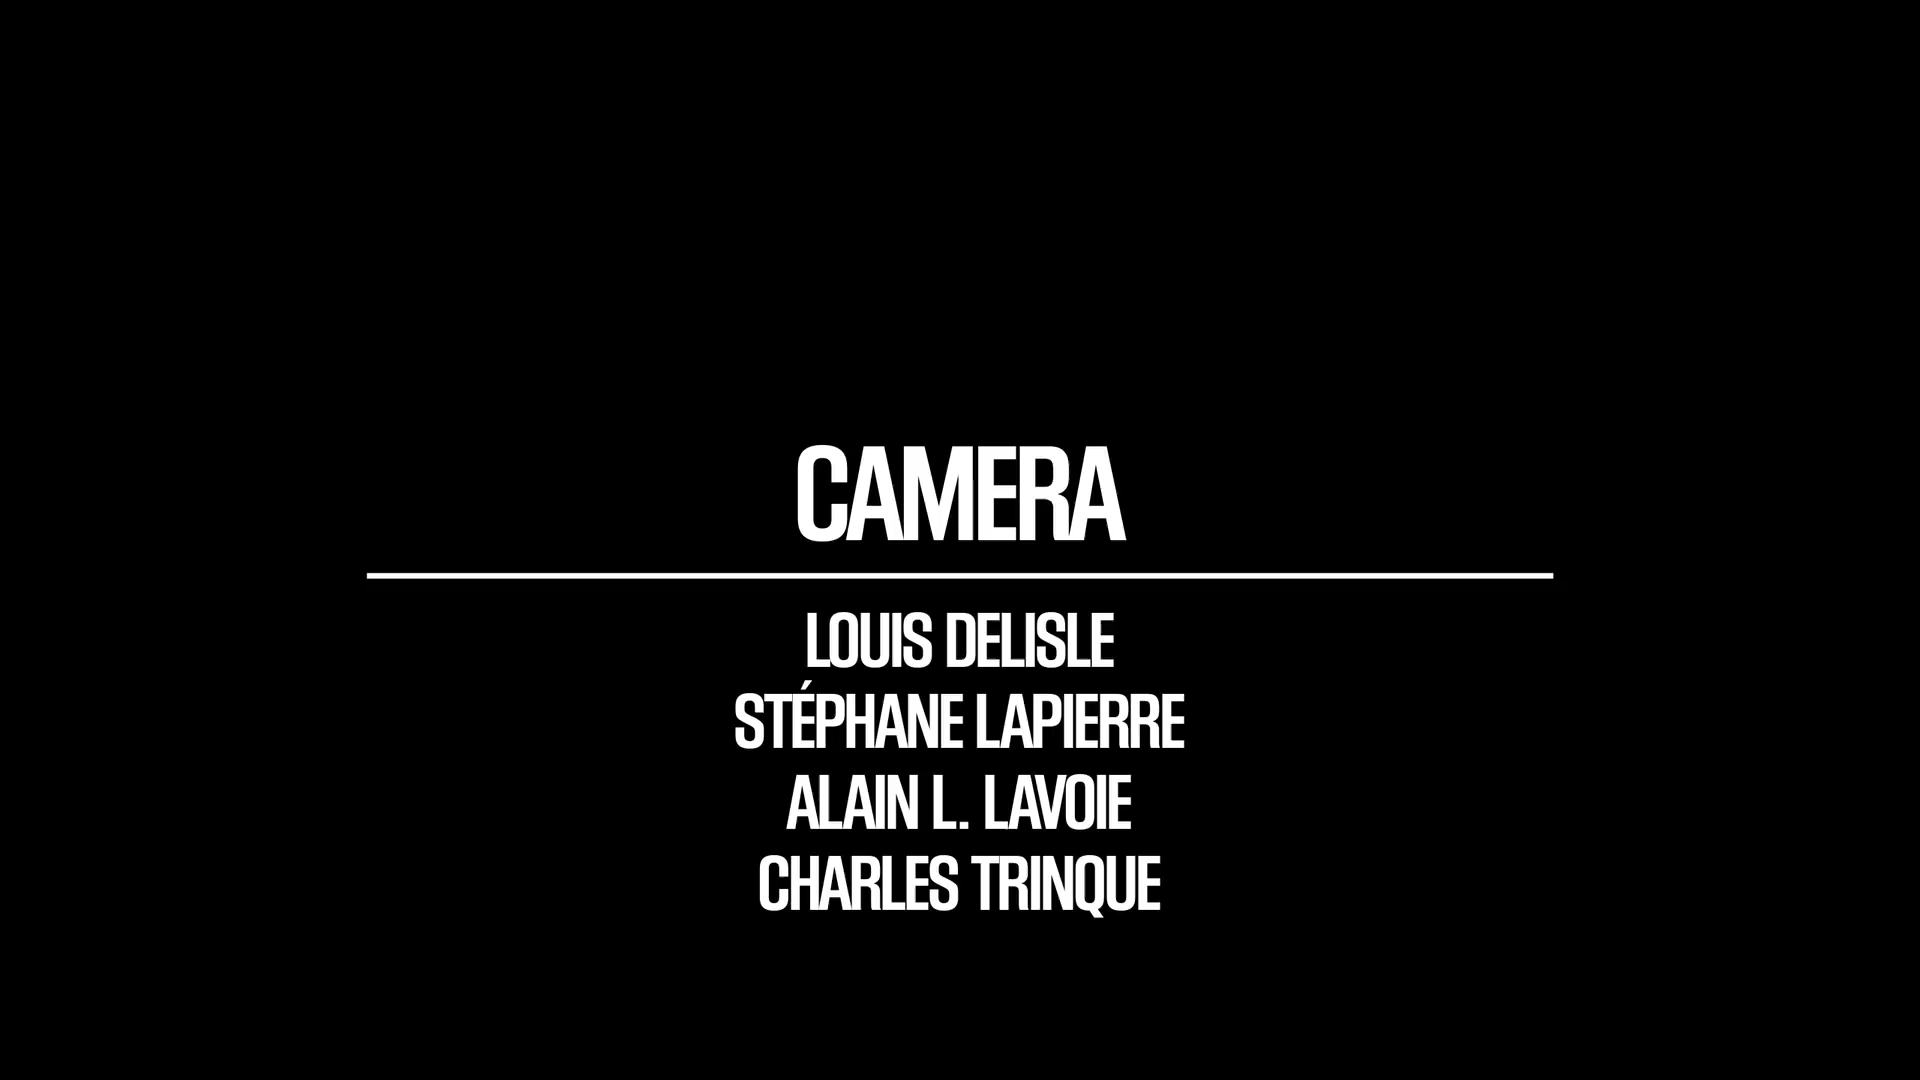 CAMERA
LOUIS DELISLE
STÉPHANE LAPIERRE
ALAIN L. LAVOIE
CHARLES TRINQUE